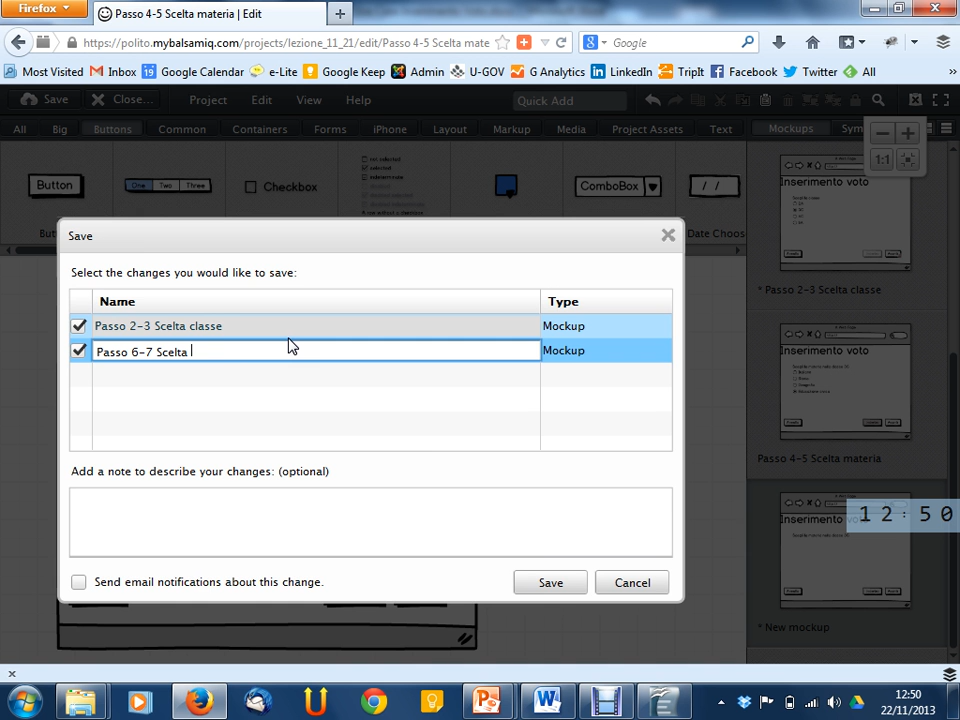 Firefox
Passo 4-5 Scelta materia | Edit
https://polito.mybalsamiq.com/projects/lezione_11_21/edit/Passo 4-5 Scelta mate
Google
Most Visited Inbox Google Calendar e-Lite Google Keep Admin U-GOV G Analytics LinkedIn TripIt Facebook Twitter All
Save Close... Project Edit View Help Quick Add
All Big Buttons Common Containers Forms iPhone Layout Markup Media Project Assets Text Mockups Sym
1:1
Button One Two Three Checkbox ComboBox / /
But Date Choos
Inserimento voto
* Passo 2-3 Scelta classe
Inserimento voto
Passo 4-5 Scelta materia
Inserimento voto
* New mockup
12:50
Save
Select the changes you would like to save:
Name Type
Passo 2-3 Scelta classe Mockup
Passo 6-7 Scelta Mockup
Add a note to describe your changes: (optional)
Send email notifications about this change.
Save Cancel
12:50
22/11/2013